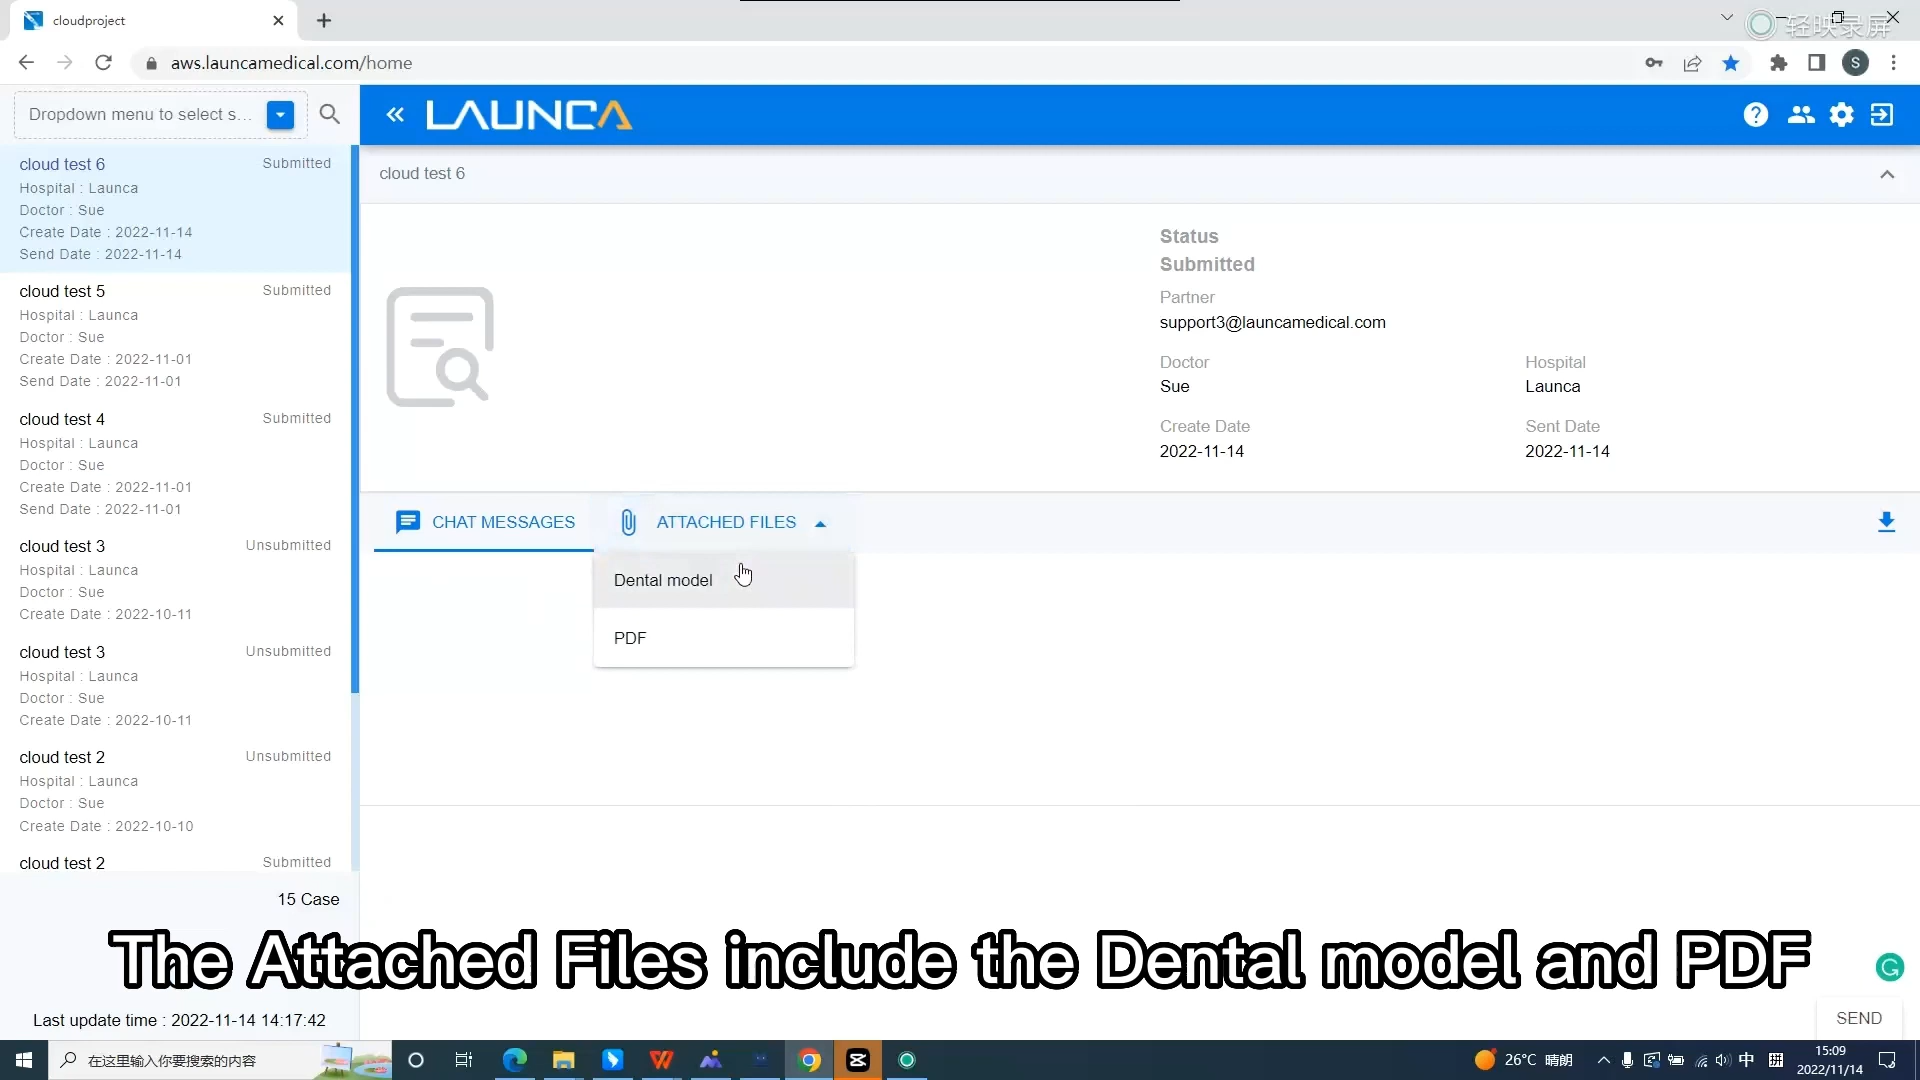 cloudproject
轻映录屏
aws.launcamedical.com/home
S
Dropdown menu to select s...
LAUNCA
cloud test 6
Submitted
Hospital : Launca
Doctor : Sue
Create Date : 2022-11-14
Send Date : 2022-11-14
cloud test 5
Submitted
Hospital : Launca
Doctor : Sue
Create Date : 2022-11-01
Send Date : 2022-11-01
cloud test 4
Submitted
Hospital : Launca
Doctor : Sue
Create Date : 2022-11-01
Send Date : 2022-11-01
cloud test 3
Unsubmitted
Hospital : Launca
Doctor : Sue
Create Date : 2022-10-11
cloud test 3
Unsubmitted
Hospital : Launca
Doctor : Sue
Create Date : 2022-10-11
cloud test 2
Unsubmitted
Hospital : Launca
Doctor : Sue
Create Date : 2022-10-10
cloud test 2
Submitted
15 Case
Last update time : 2022-11-14 14:17:42
cloud test 6
Status
Submitted
Partner
support3@launcamedical.com
Doctor
Sue
Hospital
Launca
Create Date
2022-11-14
Sent Date
2022-11-14
CHAT MESSAGES
ATTACHED FILES
Dental model
PDF
The Attached Files include the Dental model and PDF
SEND
在这里输入你要搜索的内容
26°C 晴朗
中
15:09
2022/11/14